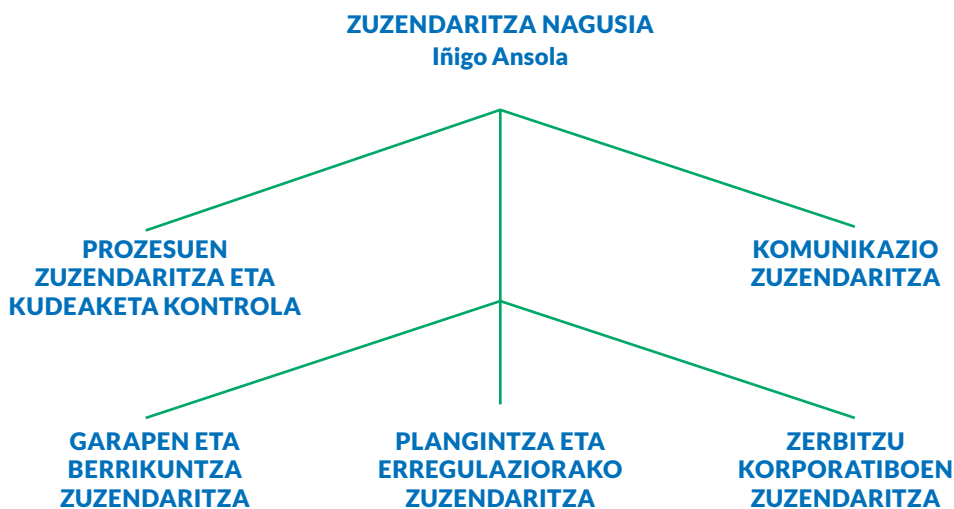 ZUZENDARITZA NAGUSIA
Iñigo Ansola
PROZESUEN
ZUZENDARITZA ETA
KUDEAKETA KONTROLA
KOMUNIKAZIO
ZUZENDARITZA
GARAPEN ETA
BERRIKUNTZA
ZUZENDARITZA
PLANGINTZA ETA
ERREGULAZIORAKO
ZUZENDARITZA
ZERBITZU
KORPORATIBOEN
ZUZENDARITZA